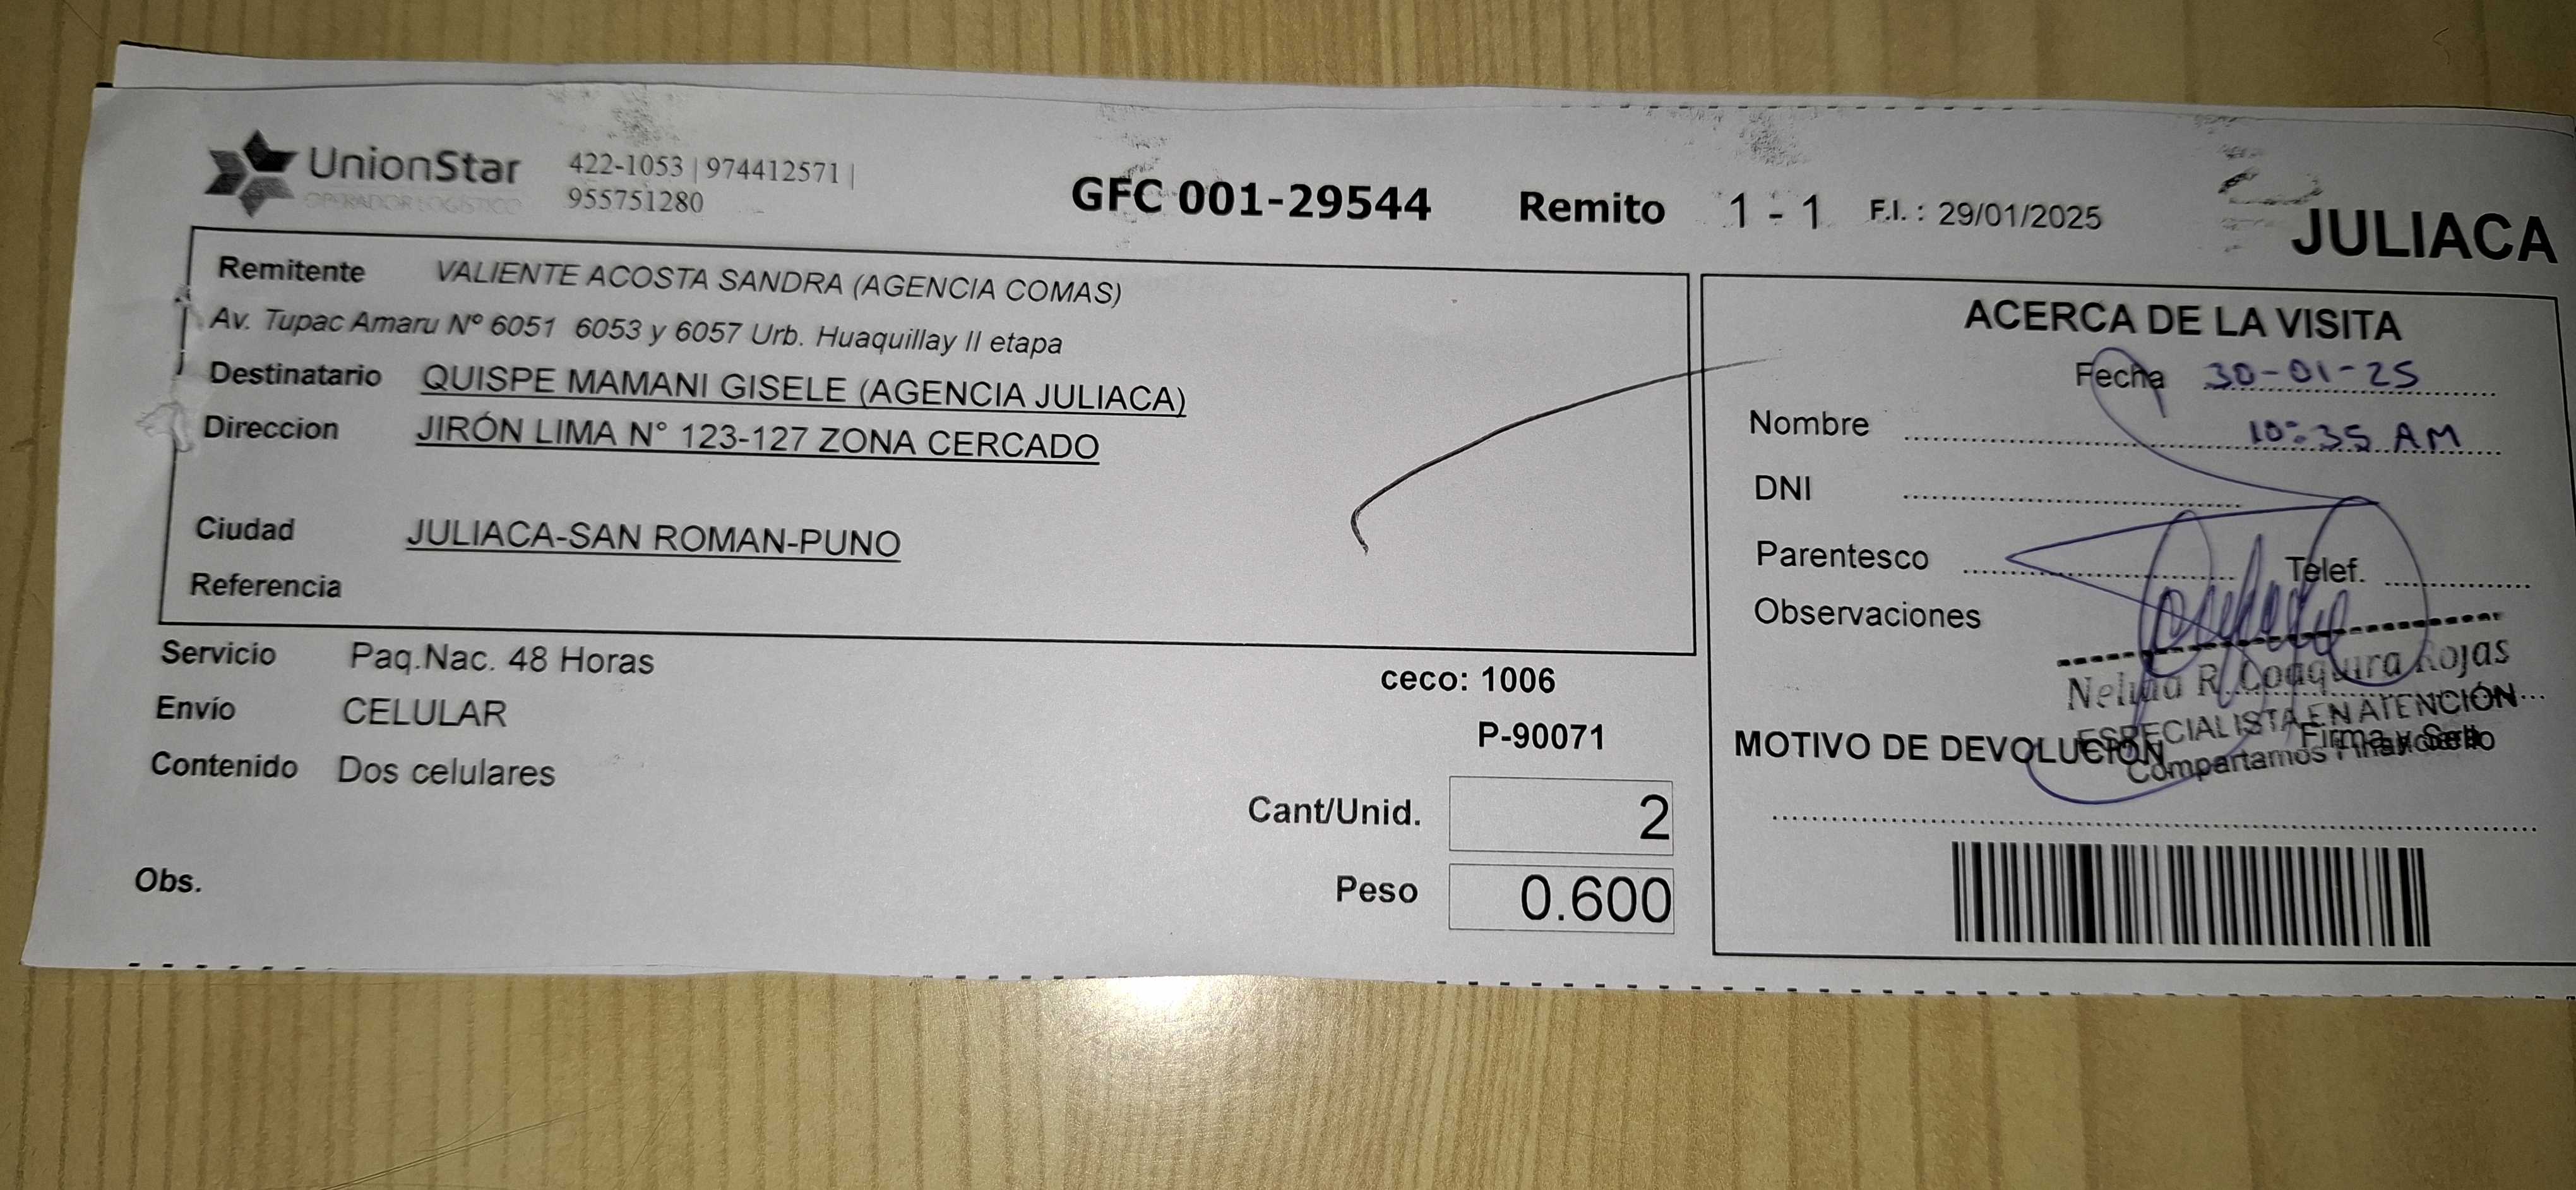 UnionStar
OPERADOR LOGÍSTICO
422-1053 | 974412571 |
955751280
GFC 001-29544 Remito 1 - 1 F.I. : 29/01/2025
JULIACA
Remitente VALIENTE ACOSTA SANDRA (AGENCIA COMAS)
Av. Tupac Amaru Nº 6051 6053 y 6057 Urb. Huaquillay II etapa
Destinatario QUISPE MAMANI GISELE (AGENCIA JULIACA)
Direccion JIRÓN LIMA N° 123-127 ZONA CERCADO
Ciudad JULIACA-SAN ROMAN-PUNO
Referencia
Servicio Paq.Nac. 48 Horas
Envío CELULAR
Contenido Dos celulares
Obs.
ceco: 1006
P-90071
Cant/Unid. 2
Peso 0.600
ACERCA DE LA VISITA
Fecha 30-01-25
Nombre 10:35 AM
DNI
Parentesco Telef.
Observaciones
Nelida R. Coaquira Rojas
ESPECIALISTA EN ATENCIÓN
Compartamos Financiera
Firma y Sello
MOTIVO DE DEVOLUCIÓN